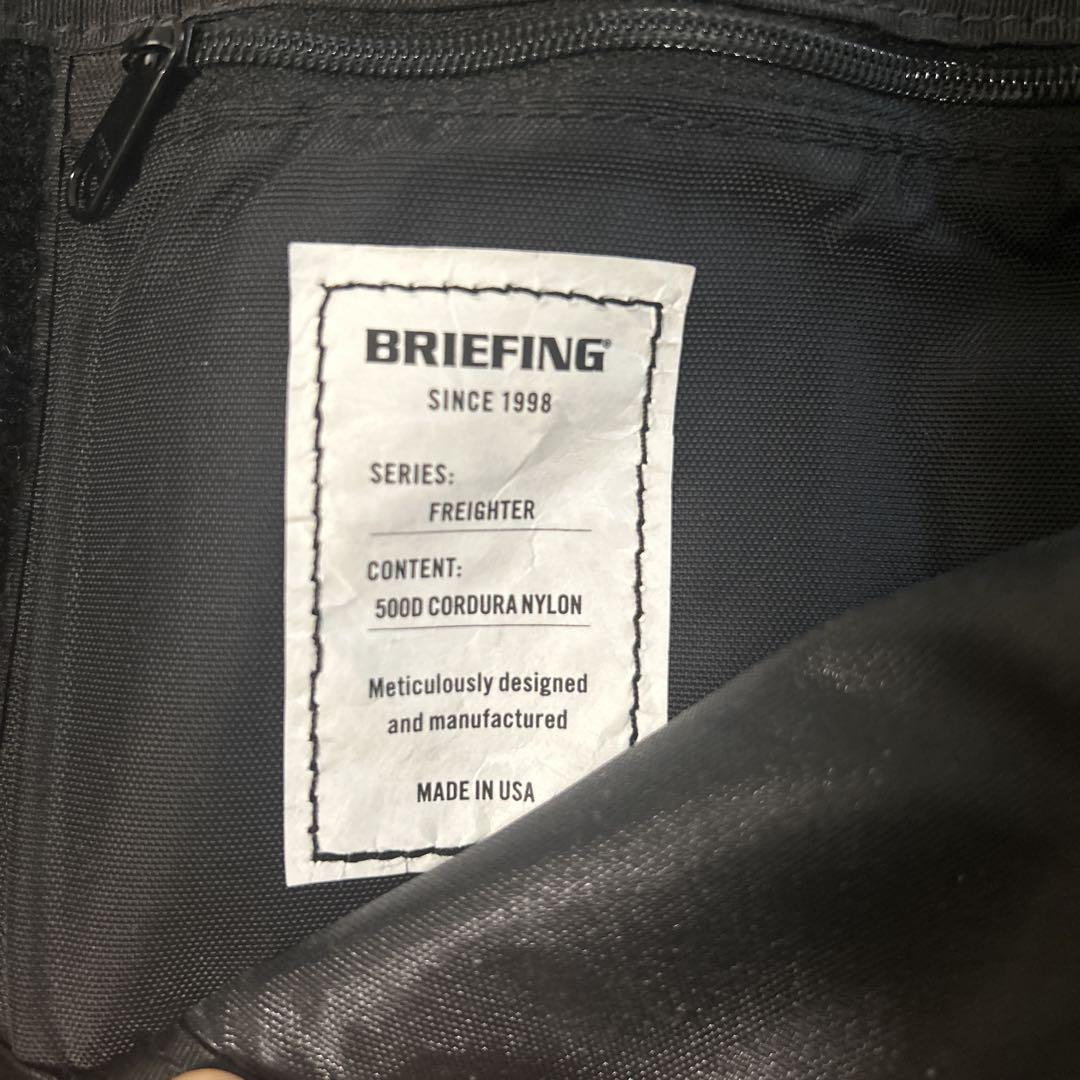 BRIEFING®
SINCE 1998
SERIES:
FREIGHTER
CONTENT:
500D CORDURA NYLON
Meticulously designed
and manufactured
MADE IN USA